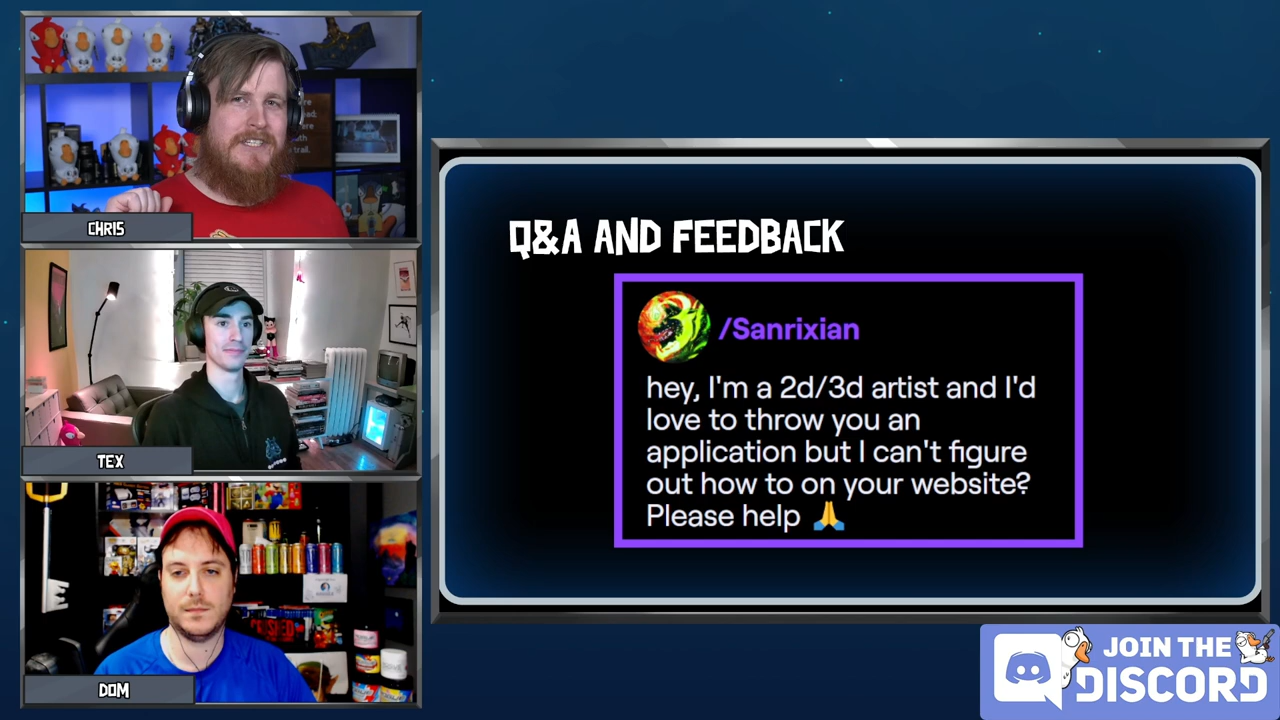 CHRIS
TEX
DOM
Q&A AND FEEDBACK
/Sanrixian
hey, I'm a 2d/3d artist and I'd
love to throw you an
application but I can't figure
out how to on your website?
Please help 🙏
JOIN THE
DISCORD